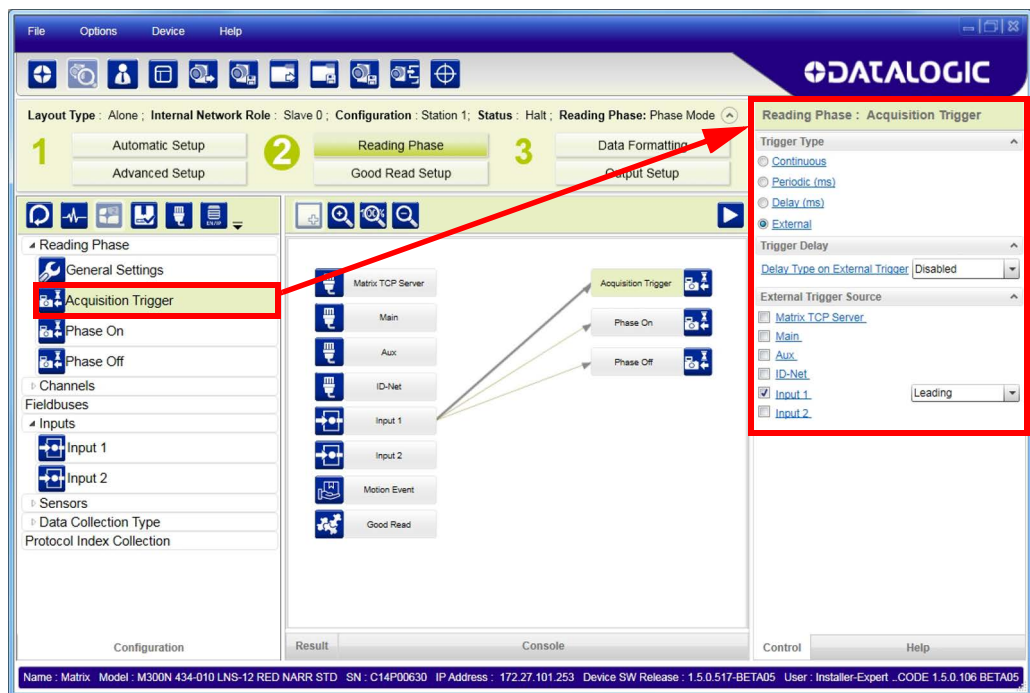 File Options Device Help
DATALOGIC
Layout Type : Alone ; Internal Network Role : Slave 0 ; Configuration : Station 1; Status : Halt ; Reading Phase: Phase Mode
1 Automatic Setup 2 Reading Phase 3 Data Formatting
Advanced Setup Good Read Setup Output Setup
EN/IP
100%
Reading Phase
General Settings
Acquisition Trigger
Phase On
Phase Off
Channels
Fieldbuses
Inputs
Input 1
Input 2
Sensors
Data Collection Type
Protocol Index Collection
Configuration
Matrix TCP Server
Main
Aux
ID-Net
Input 1
Input 2
Motion Event
Good Read
Acquisition Trigger
Phase On
Phase Off
Result Console
Reading Phase : Acquisition Trigger
Trigger Type
Continuous
Periodic (ms)
Delay (ms)
External
Trigger Delay
Delay Type on External Trigger Disabled
External Trigger Source
Matrix TCP Server
Main
Aux
ID-Net
Input 1 Leading
Input 2
Control Help
Name : Matrix Model : M300N 434-010 LNS-12 RED NARR STD SN : C14P00630 IP Address : 172.27.101.253 Device SW Release : 1.5.0.517-BETA05 User : Installer-Expert ..CODE 1.5.0.106 BETA05